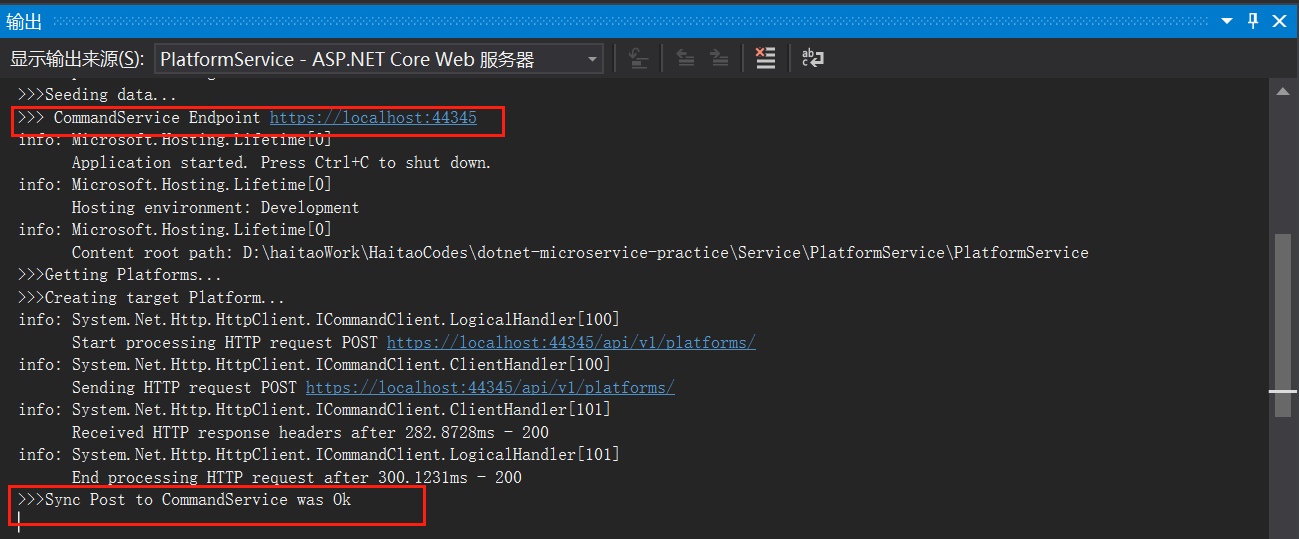 输出
显示输出来源(S): PlatformService - ASP.NET Core Web 服务器
>>>Seeding data...
>>> CommandService Endpoint https://localhost:44345
info: Microsoft.Hosting.Lifetime[0]
Application started. Press Ctrl+C to shut down.
info: Microsoft.Hosting.Lifetime[0]
Hosting environment: Development
info: Microsoft.Hosting.Lifetime[0]
Content root path: D:\haitaoWork\HaitaoCodes\dotnet-microservice-practice\Service\PlatformService\PlatformService
>>>Getting Platforms...
>>>Creating target Platform...
info: System.Net.Http.HttpClient.ICommandClient.LogicalHandler[100]
Start processing HTTP request POST https://localhost:44345/api/v1/platforms/
info: System.Net.Http.HttpClient.ICommandClient.ClientHandler[100]
Sending HTTP request POST https://localhost:44345/api/v1/platforms/
info: System.Net.Http.HttpClient.ICommandClient.ClientHandler[101]
Received HTTP response headers after 282.8728ms - 200
info: System.Net.Http.HttpClient.ICommandClient.LogicalHandler[101]
End processing HTTP request after 300.1231ms - 200
>>>Sync Post to CommandService was Ok